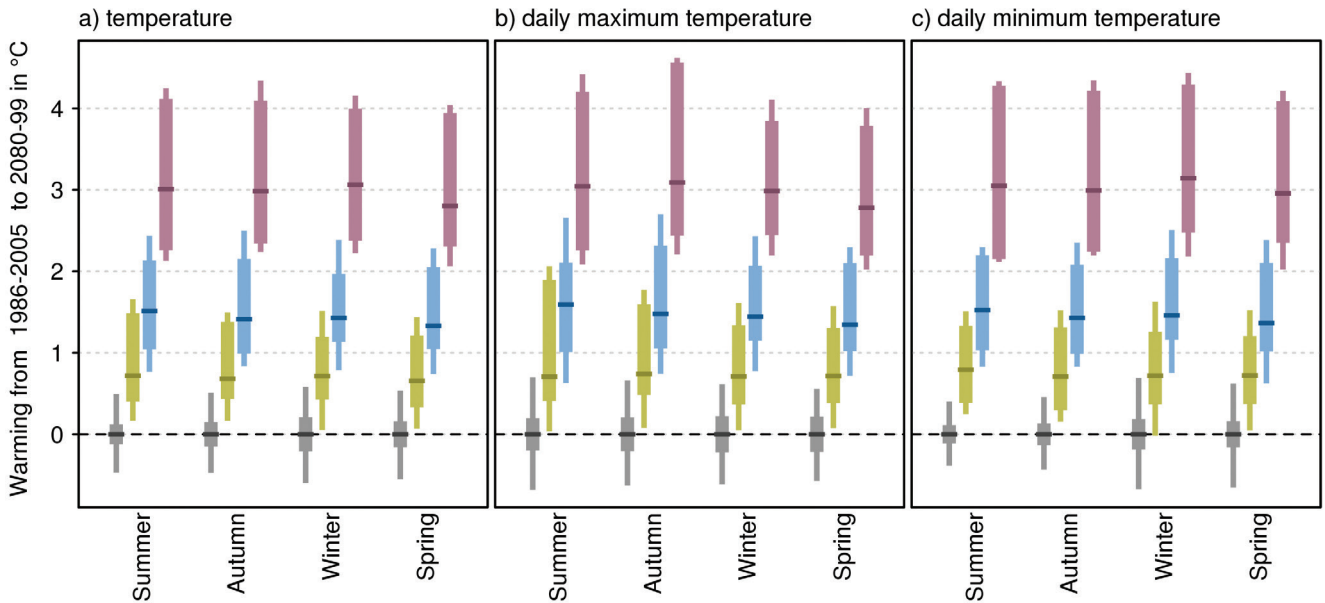 a) temperature
b) daily maximum temperature
c) daily minimum temperature
Warming from 1986-2005 to 2080-99 in °C
4
3
2
1
0
Summer
Autumn
Winter
Spring
Summer
Autumn
Winter
Spring
Summer
Autumn
Winter
Spring